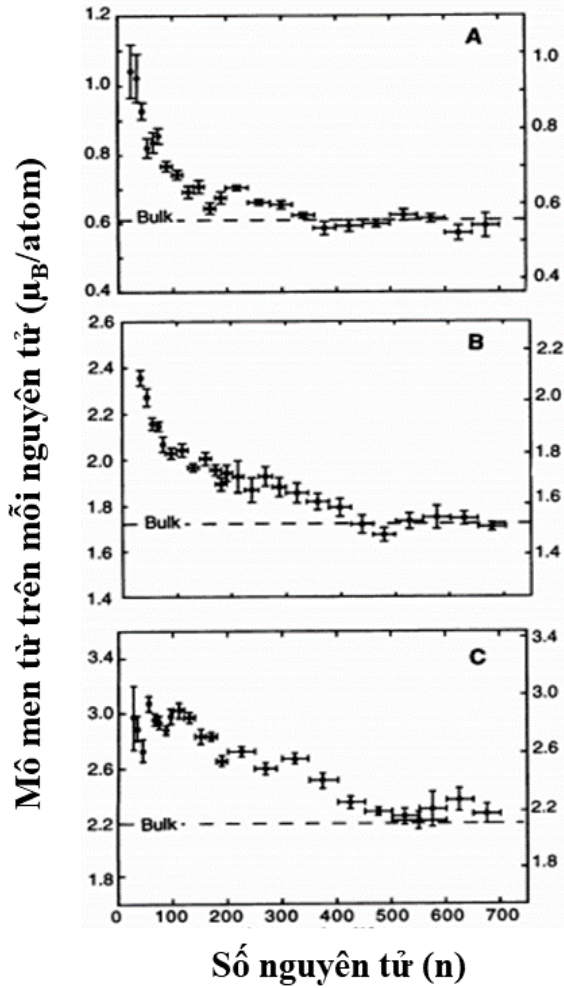 Mô men từ trên mỗi nguyên tử (μB/atom)
1.2
A
1.0 1.0
0.8 0.8
0.6 Bulk 0.6
0.4 0.4
2.6
B 2.2
2.4
2.2 2.0
2.0 1.8
1.8 1.6
Bulk
1.6 1.4
1.4
3.4 C 3.4
3.0 3.0
2.6 2.6
2.2 Bulk 2.2
1.8 1.8
0 100 200 300 400 500 600 700
Số nguyên tử (n)